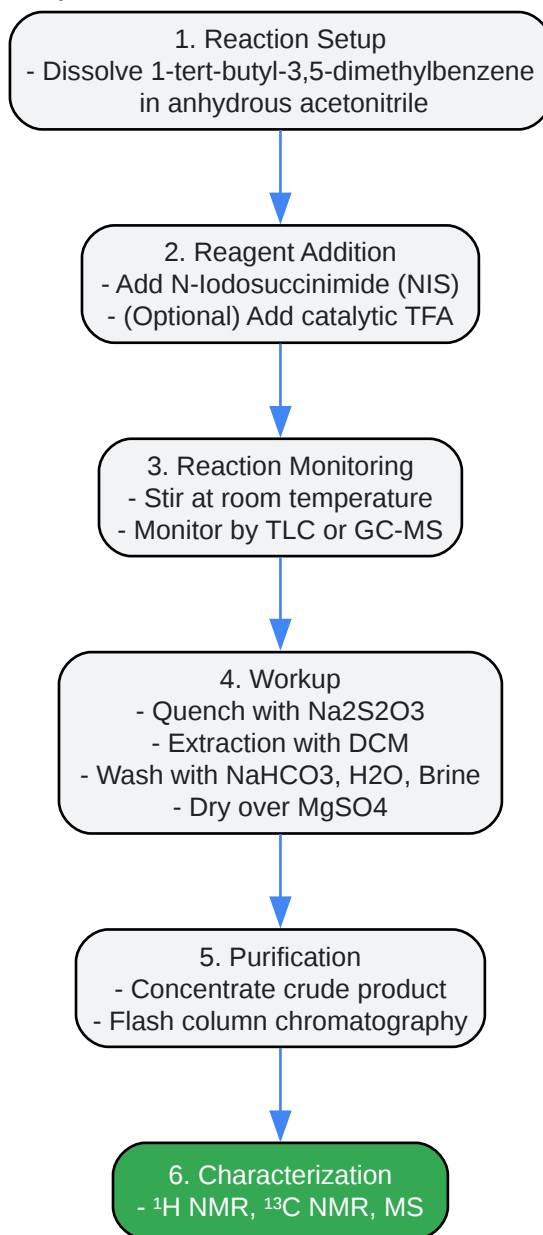 1. Reaction Setup
- Dissolve 1-tert-butyl-3,5-dimethylbenzene
in anhydrous acetonitrile
2. Reagent Addition
- Add N-Iodosuccinimide (NIS)
- (Optional) Add catalytic TFA
3. Reaction Monitoring
- Stir at room temperature
- Monitor by TLC or GC-MS
4. Workup
- Quench with Na2S2O3
- Extraction with DCM
- Wash with NaHCO3, H2O, Brine
- Dry over MgSO4
5. Purification
- Concentrate crude product
- Flash column chromatography
6. Characterization
- ¹H NMR, ¹³C NMR, MS